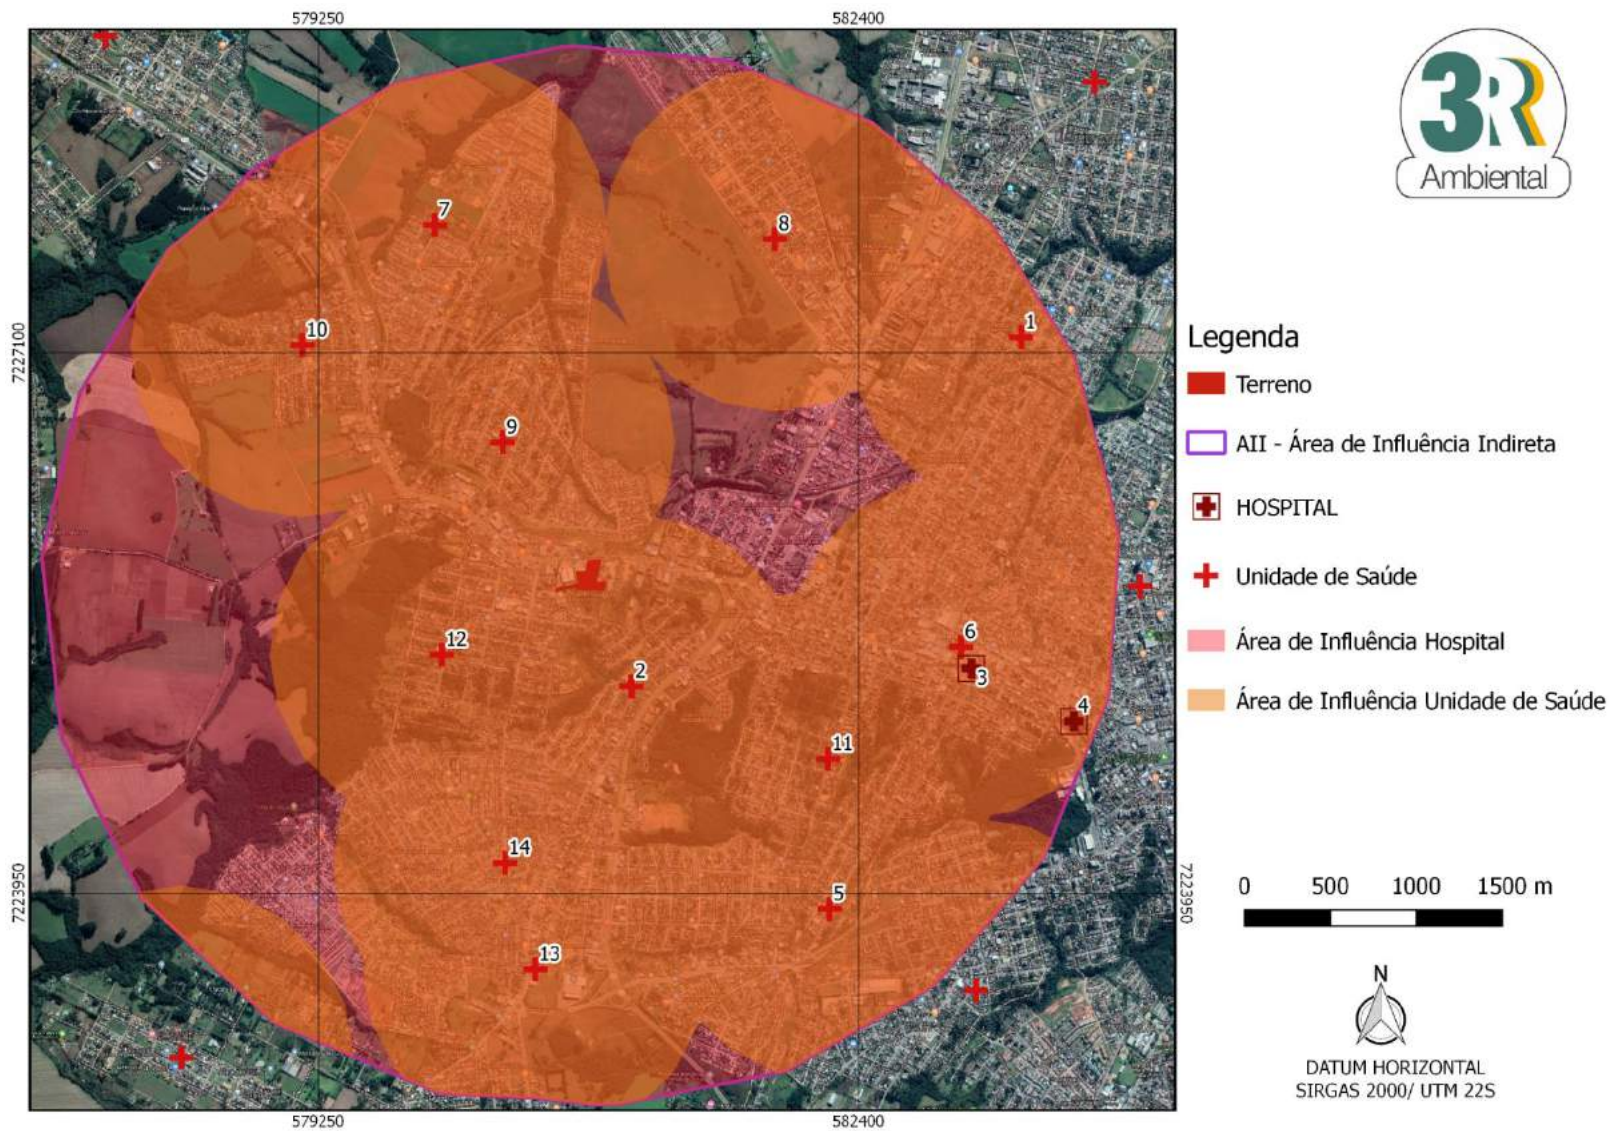 579250
582400
3RR
Ambiental
7
8
10
1
7227100
Legenda
Terreno
9
AII - Área de Influência Indireta
HOSPITAL
Unidade de Saúde
6
12
Área de Influência Hospital
3
2
Área de Influência Unidade de Saúde
4
11
14
7223950
7223950
0 500 1000 1500 m
5
13
N
DATUM HORIZONTAL
SIRGAS 2000/ UTM 22S
579250
582400